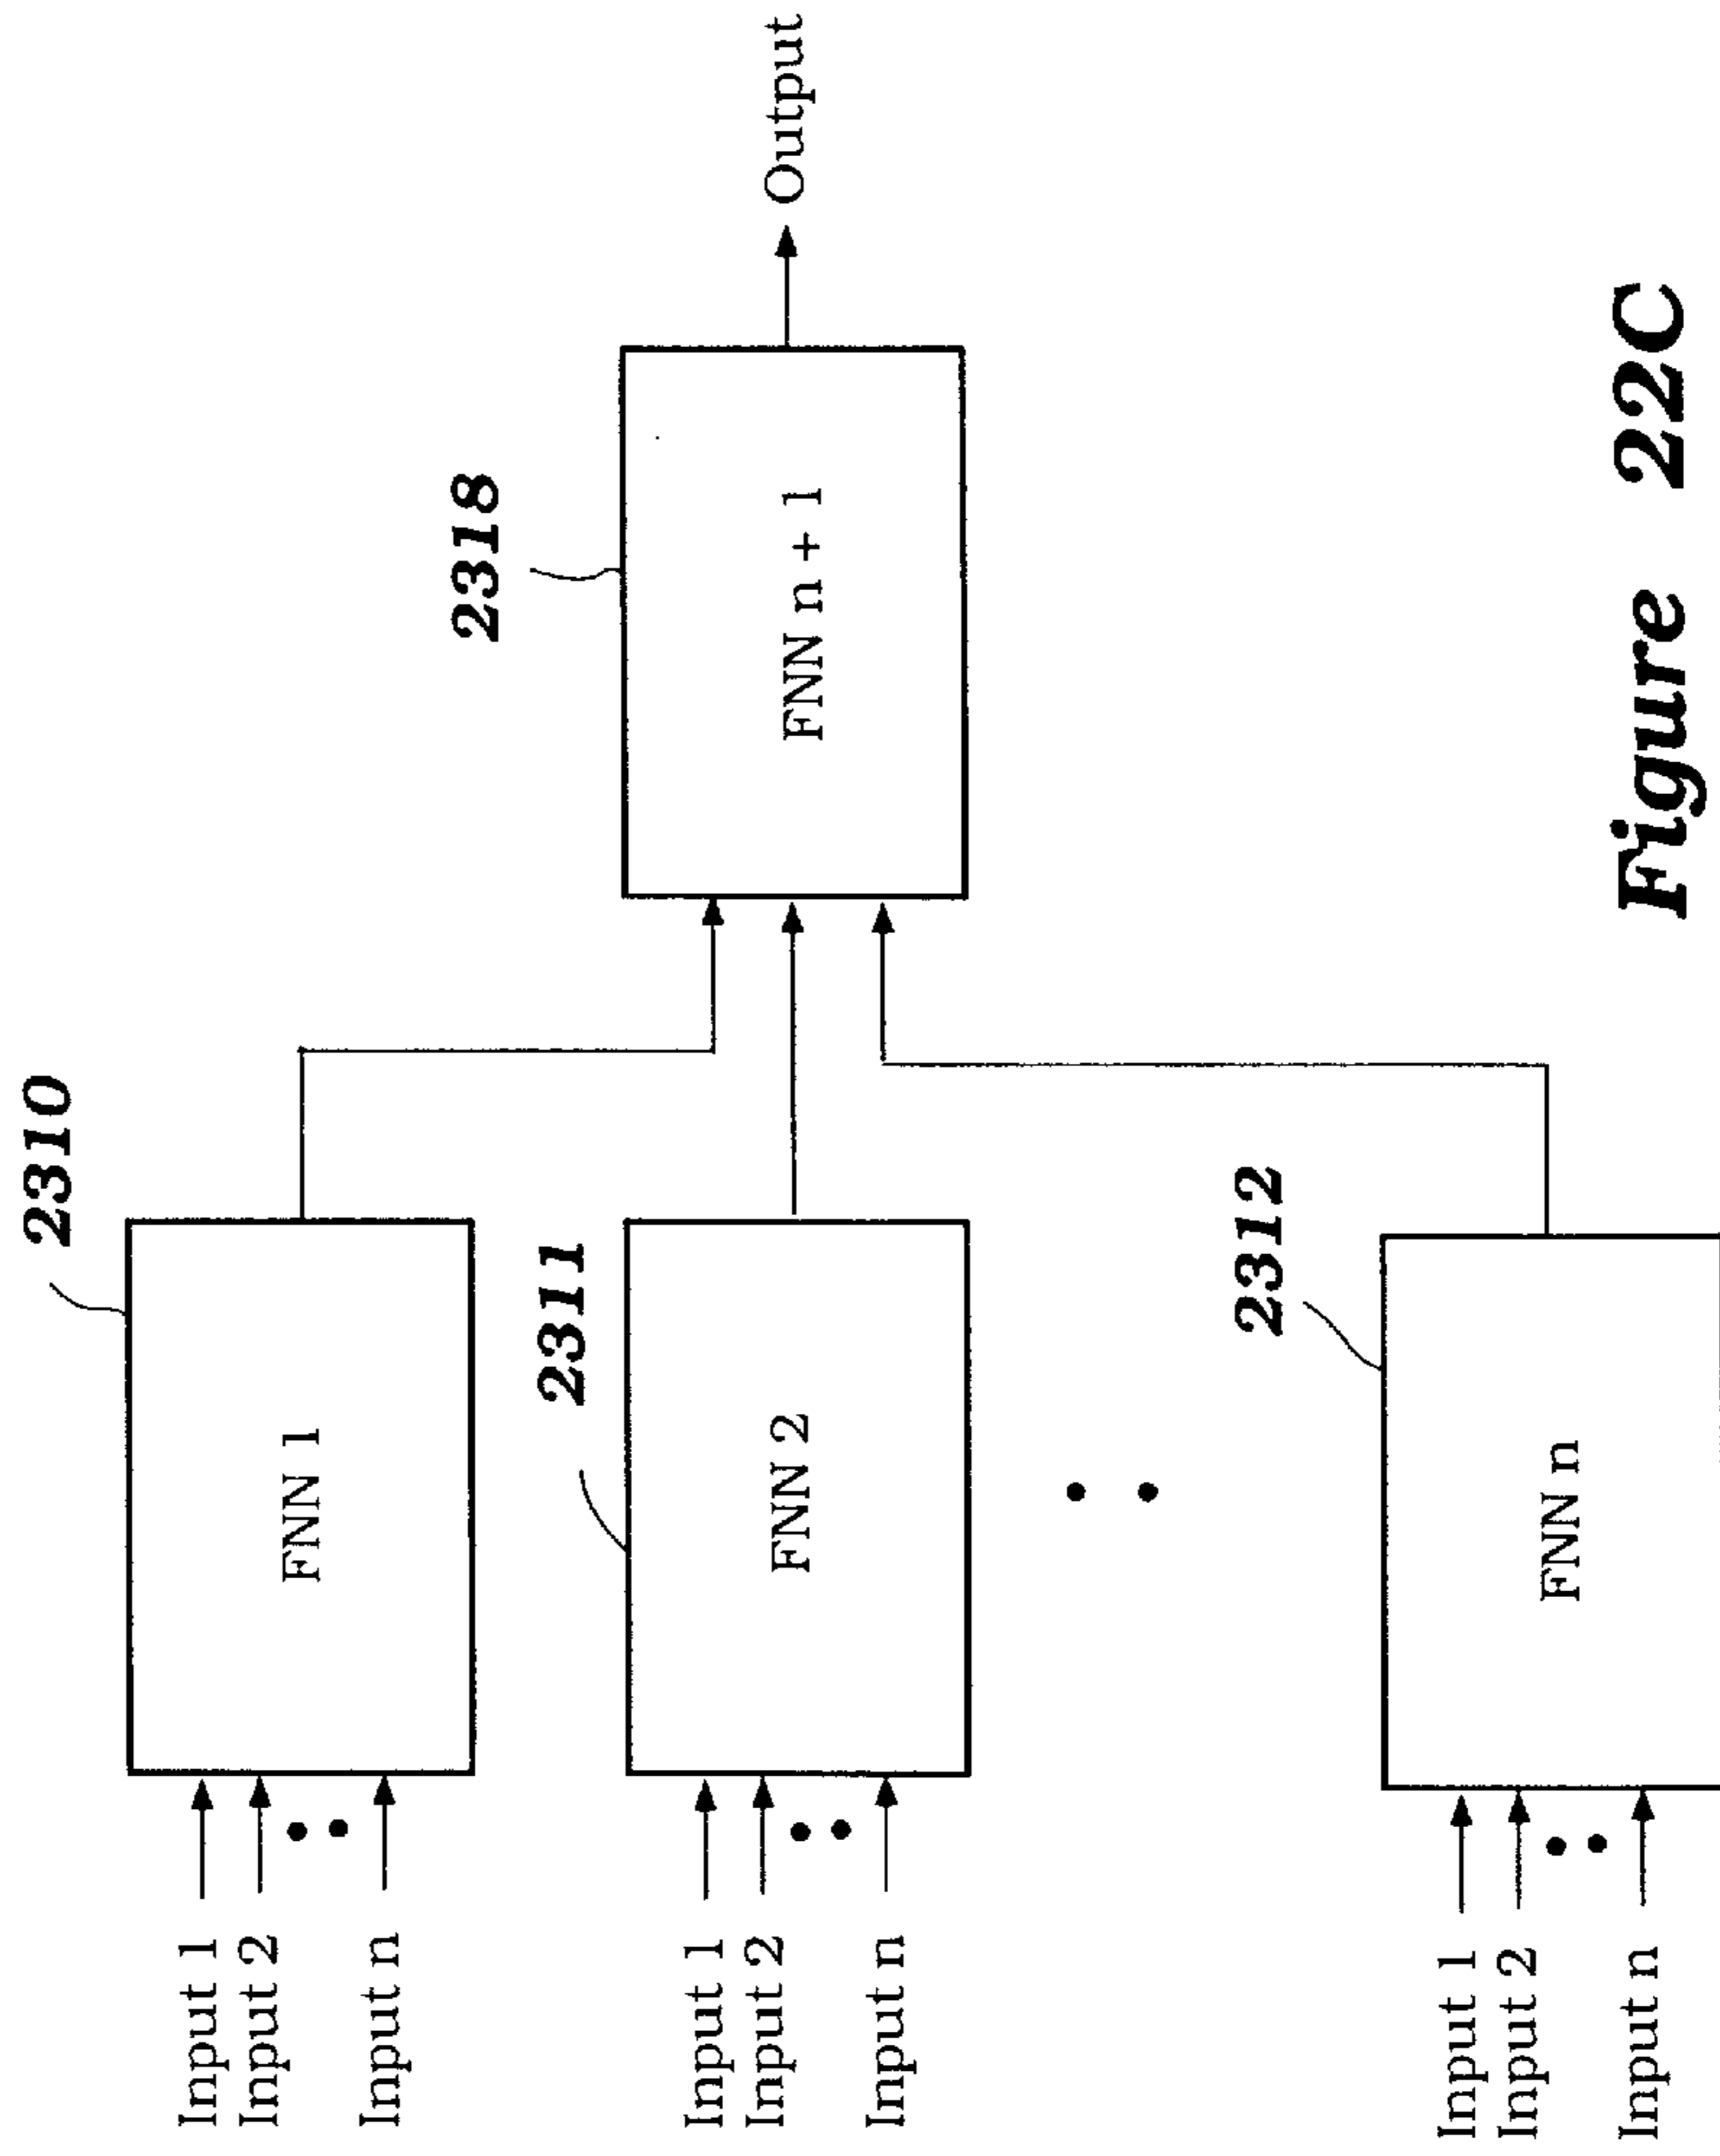 2310
Input 1
Input 2
Input n
FNN 1
2311
Input 1
Input 2
Input n
FNN 2
2318
FNN n + 1
Output
2312
Input 1
Input 2
Input n
FNN n
Figure 22C